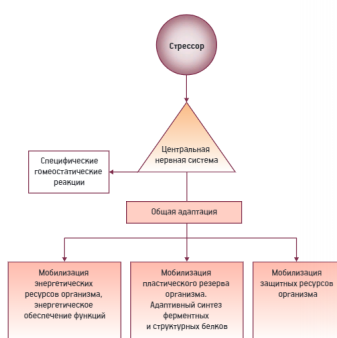 Стрессор
Центральная
нервная система
Специфические
гомеостатические
реакции
Общая адаптация
Мобилизация
энергетических
ресурсов организма,
энергетическое
обеспечение функций
Мобилизация
пластического резерва
организма.
Адаптивный синтез
ферментных
и структурных белков
Мобилизация
защитных ресурсов
организма